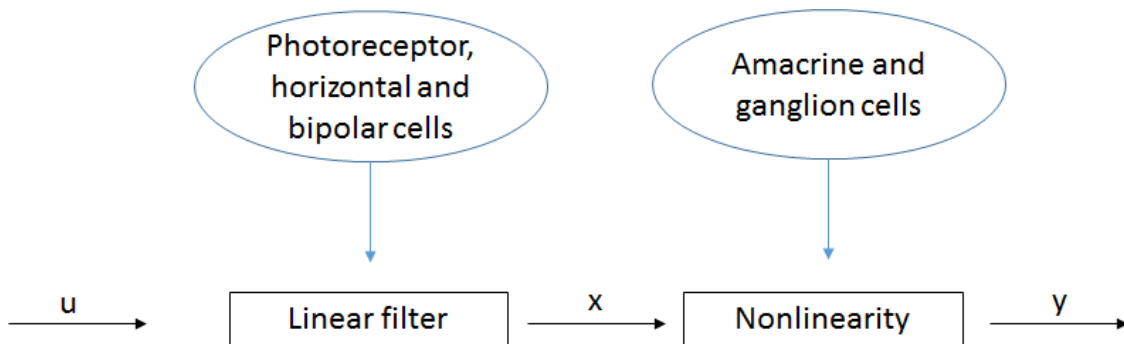 Photoreceptor,
horizontal and
bipolar cells
Amacrine and
ganglion cells
u
Linear filter
x
Nonlinearity
y